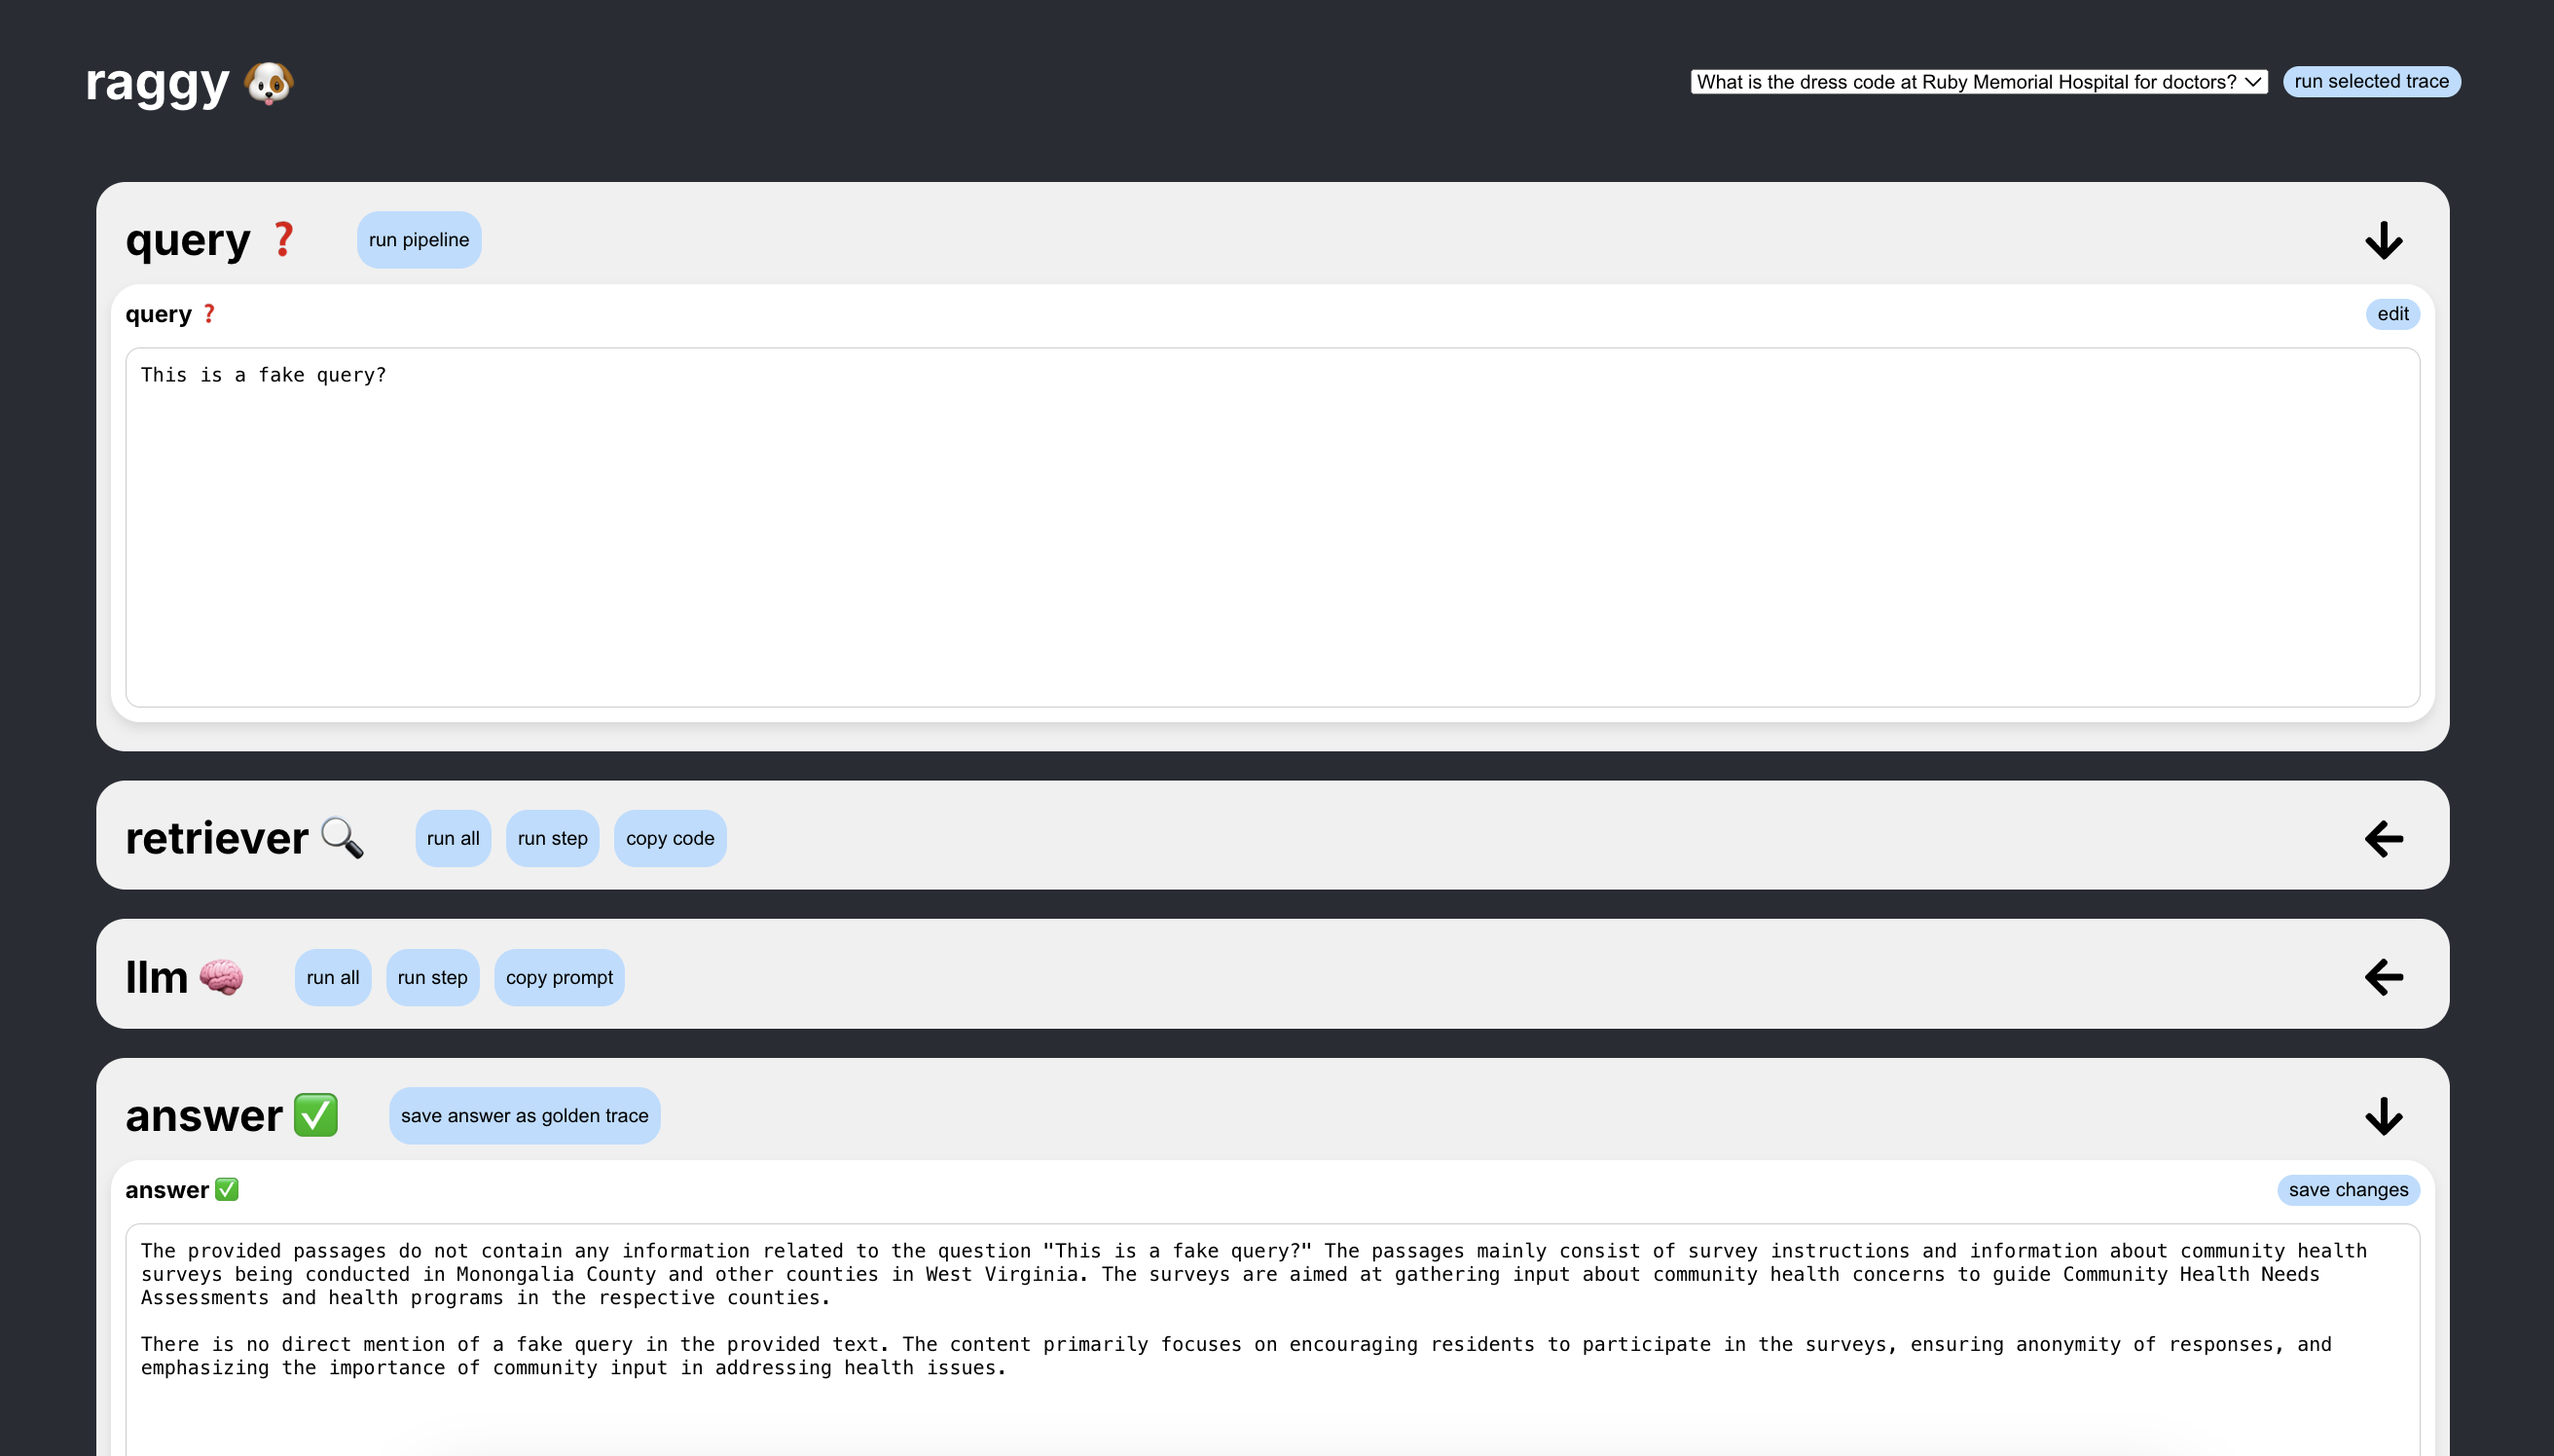 raggy
What is the dress code at Ruby Memorial Hospital for doctors?
run selected trace
query ❓
run pipeline
query ❓
edit
This is a fake query?
retriever 🔍
run all
run step
copy code
llm 🧠
run all
run step
copy prompt
answer ✅
save answer as golden trace
answer ✅
save changes
The provided passages do not contain any information related to the question "This is a fake query?" The passages mainly consist of survey instructions and information about community health
surveys being conducted in Monongalia County and other counties in West Virginia. The surveys are aimed at gathering input about community health concerns to guide Community Health Needs
Assessments and health programs in the respective counties.
There is no direct mention of a fake query in the provided text. The content primarily focuses on encouraging residents to participate in the surveys, ensuring anonymity of responses, and
emphasizing the importance of community input in addressing health issues.